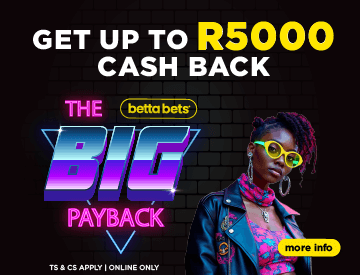 GET UP TO R5000
CASH BACK
THE
betta bets
BIG
PAYBACK
more info
TS & CS APPLY | ONLINE ONLY